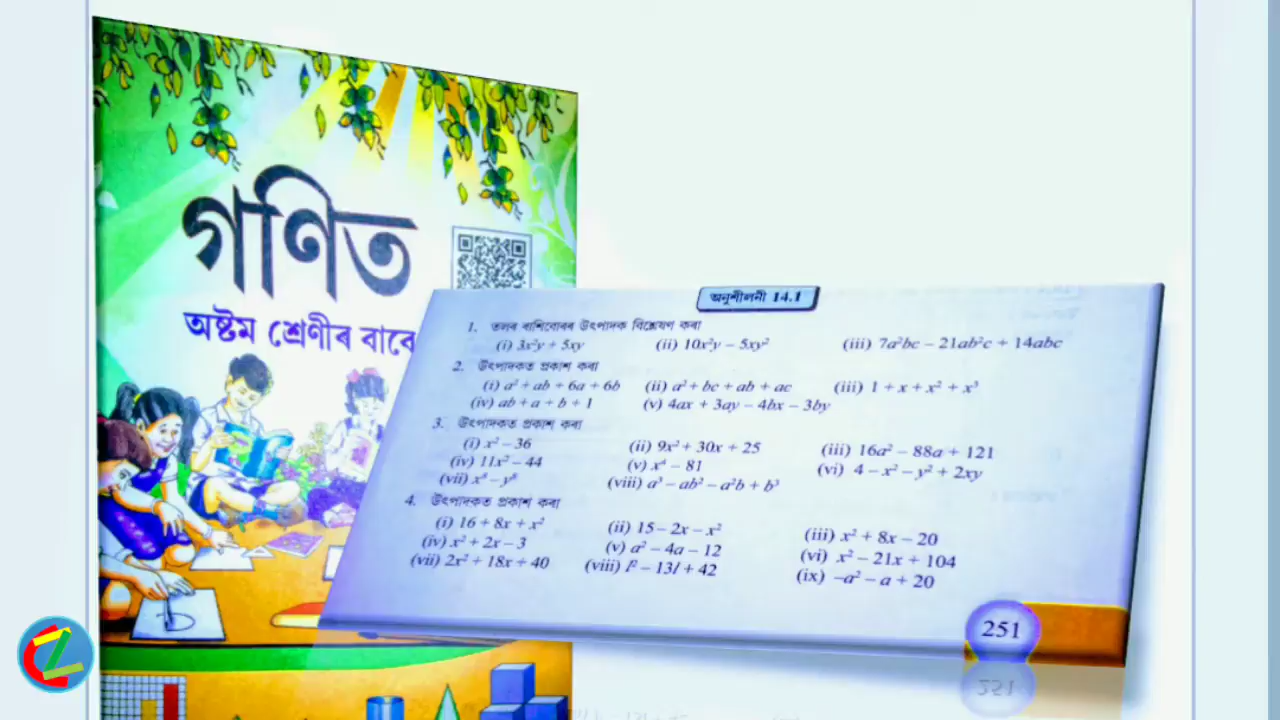 গণিত
অষ্টম শ্ৰেণীৰ বাবে
অনুশীলনী 14.1
1. তলৰ ৰাশিবোৰৰ উৎপাদক বিশ্লেষণ কৰা
(i) 3x²y + 5xy (ii) 10x²y – 5xy² (iii) 7a²bc – 21ab²c + 14abc
2. উৎপাদকত প্ৰকাশ কৰা
(i) a² + ab + 6a + 6b (ii) a² + bc + ab + ac (iii) 1 + x + x² + x³
(iv) ab + a + b + 1 (v) 4ax + 3ay – 4bx – 3by
3. উৎপাদকত প্ৰকাশ কৰা
(i) x² – 36 (ii) 9x² + 30x + 25 (iii) 16a² – 88a + 121
(iv) 11x² – 44 (v) x⁴ – 81 (vi) 4 – x² – y² + 2xy
(vii) x⁸ – y⁸ (viii) a³ – ab² – a²b + b³
4. উৎপাদকত প্ৰকাশ কৰা
(i) 16 + 8x + x² (ii) 15 – 2x – x² (iii) x² + 8x – 20
(iv) x² + 2x – 3 (v) a² – 4a – 12 (vi) x² – 21x + 104
(vii) 2x² + 18x + 40 (viii) l² – 13l + 42 (ix) –a² – a + 20
251